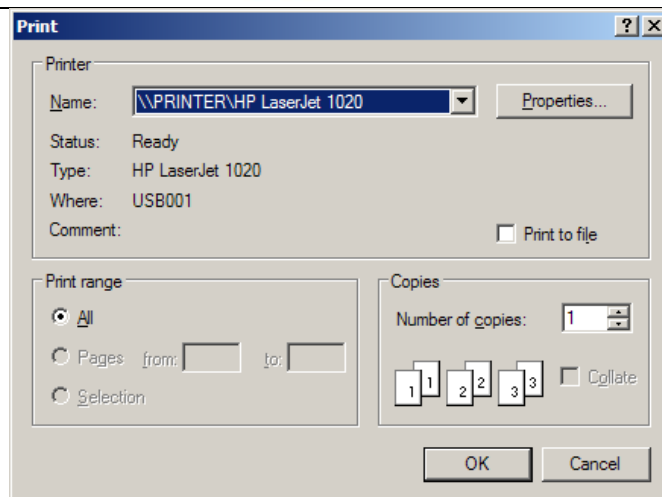 Print
Printer
Name: \\PRINTER\HP LaserJet 1020 Properties...
Status: Ready
Type: HP LaserJet 1020
Where: USB001
Comment: Print to file
Print range
All
Pages from: to:
Selection
Copies
Number of copies: 1
1 1 2 2 3 3 Collate
OK Cancel